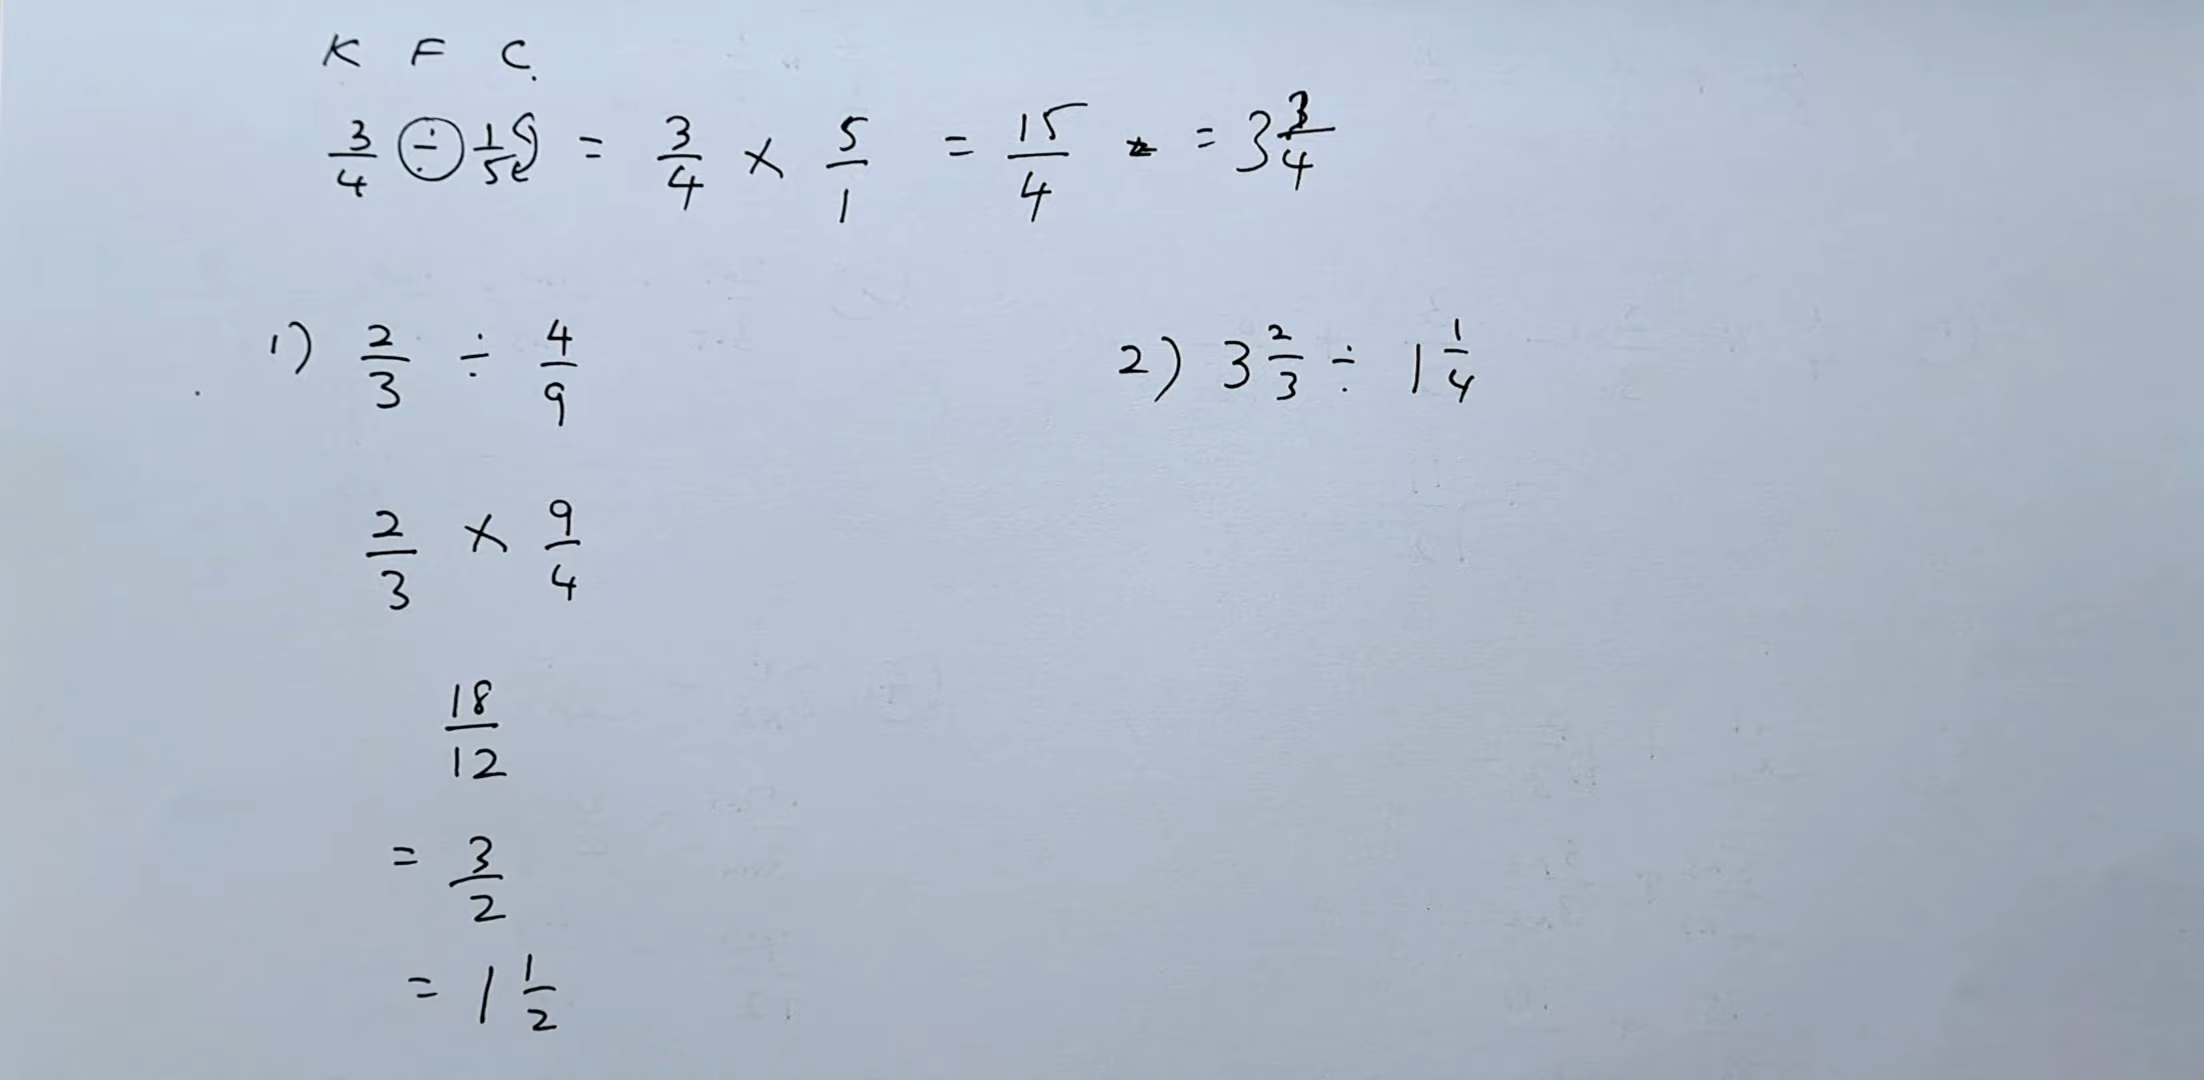 K F C.
3/4 ÷ 1/5 = 3/4 × 5/1 = 15/4 = 3 3/4
1) 2/3 ÷ 4/9
2) 3 2/3 ÷ 1 1/4
2/3 × 9/4
18/12
= 3/2
= 1 1/2